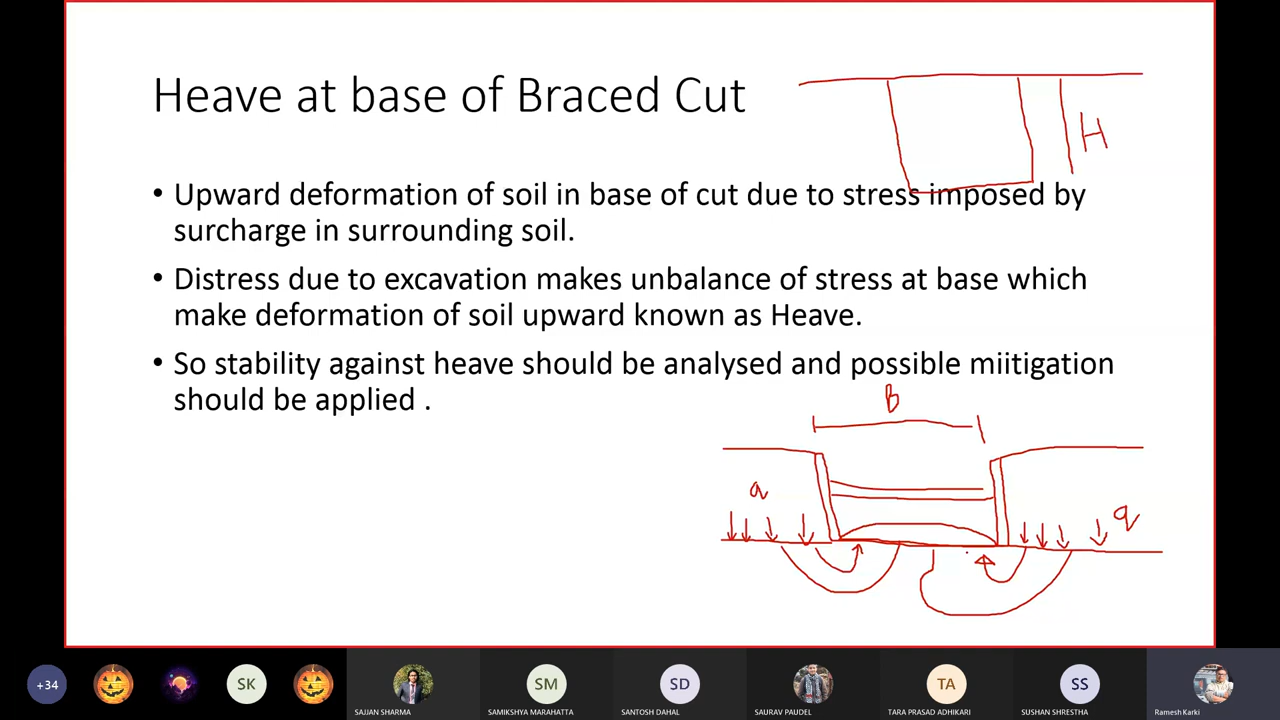 Heave at base of Braced Cut
H
• Upward deformation of soil in base of cut due to stress imposed by
surcharge in surrounding soil.
• Distress due to excavation makes unbalance of stress at base which
make deformation of soil upward known as Heave.
• So stability against heave should be analysed and possible miitigation
should be applied .
B
q
q
+34
SK
SM
SD
TA
SS
SAJJAN SHARMA
SAMIKSHYA MARAHATTA
SANTOSH DAHAL
SAURAV PAUDEL
TARA PRASAD ADHIKARI
SUSHAN SHRESTHA
Ramesh Karki